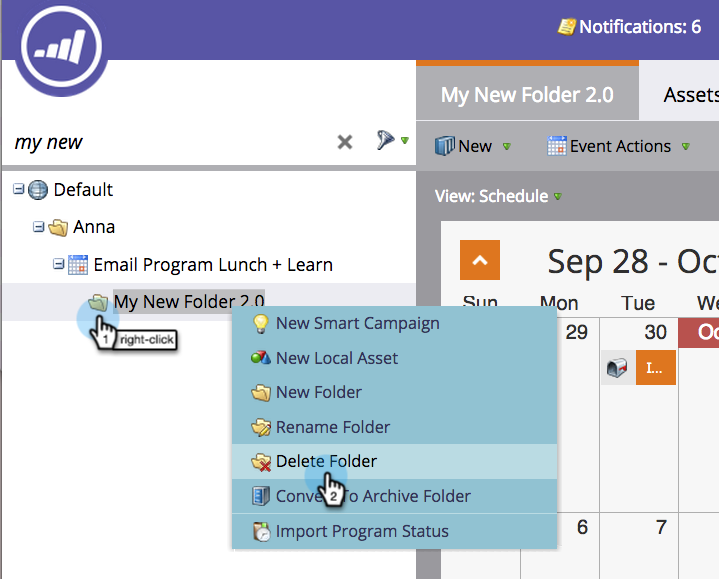 Notifications: 6
My New Folder 2.0
Assets
my new
New
Event Actions
Default
View: Schedule
Anna
Email Program Lunch + Learn
Sep 28 - Oc
My New Folder 2.0
Sun Mon Tue We
1 right-click
New Smart Campaign
29 30 Oc
New Local Asset
I...
New Folder
Rename Folder
Delete Folder
2
Conve To Archive Folder
Import Program Status
6 7